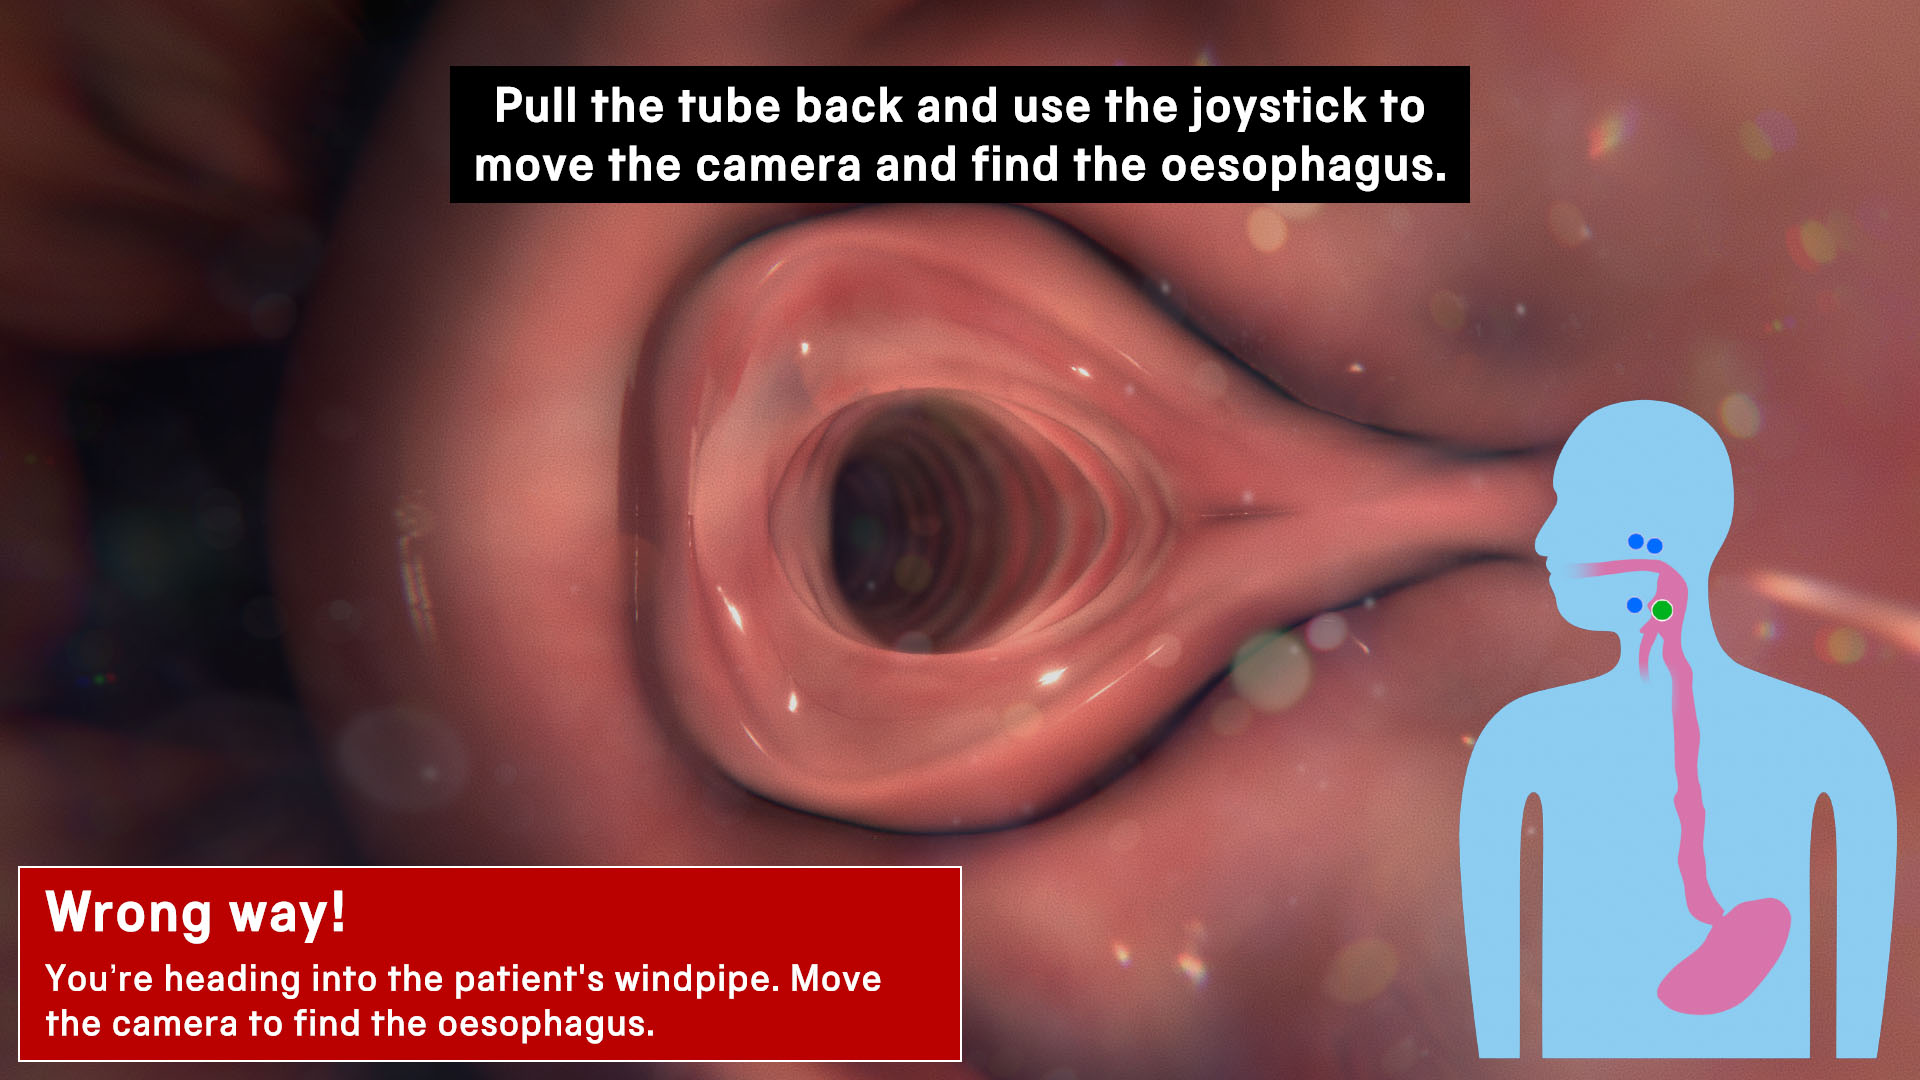 Pull the tube back and use the joystick to
move the camera and find the oesophagus.
Wrong way!
You’re heading into the patient's windpipe. Move
the camera to find the oesophagus.